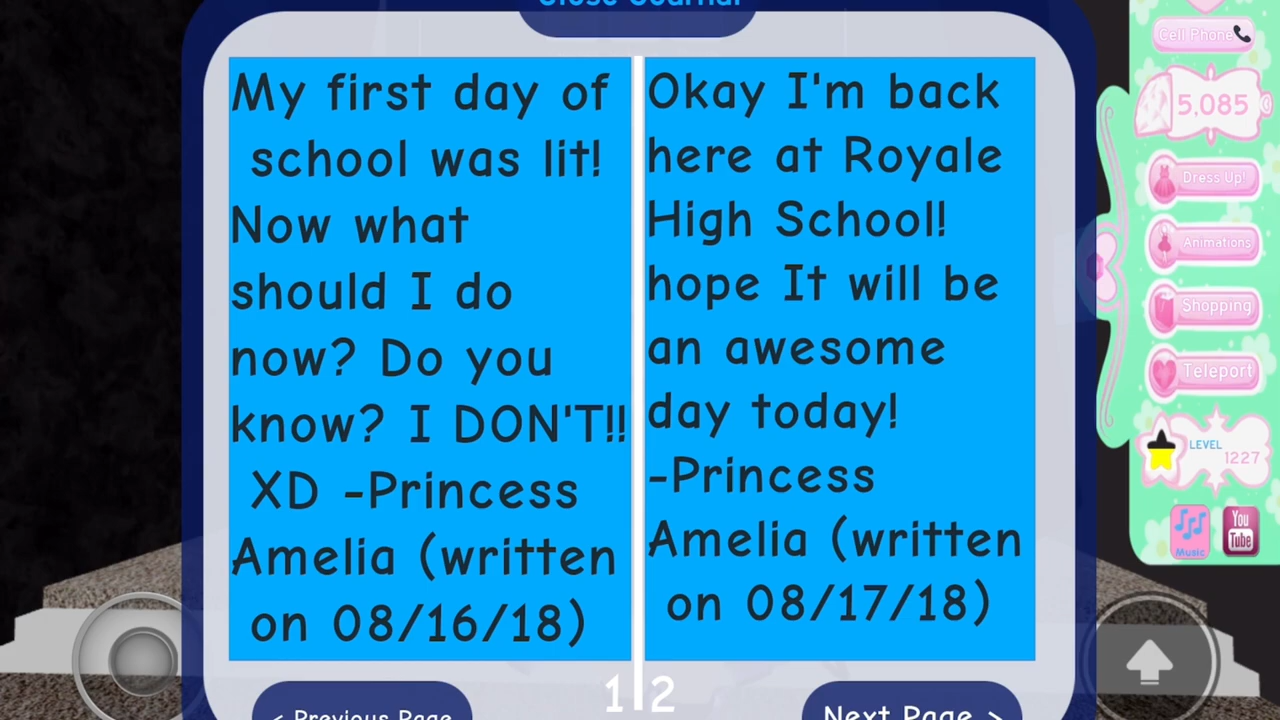 Close Journal
My first day of
school was lit!
Now what
should I do
now? Do you
know? I DON'T!!
XD -Princess
Amelia (written
on 08/16/18)
Okay I'm back
here at Royale
High School!
hope It will be
an awesome
day today!
-Princess
Amelia (written
on 08/17/18)
1 2
< Previous Page
Next Page >
Cell Phone
5,085
Dress Up!
Animations
Shopping
Teleport
LEVEL
1227
Music
You
Tube